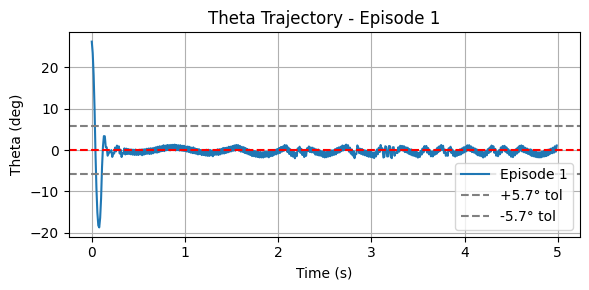 Theta Trajectory - Episode 1
Theta (deg)
20
10
0
−10
−20
0
1
2
3
4
5
Time (s)
Episode 1
+5.7° tol
-5.7° tol